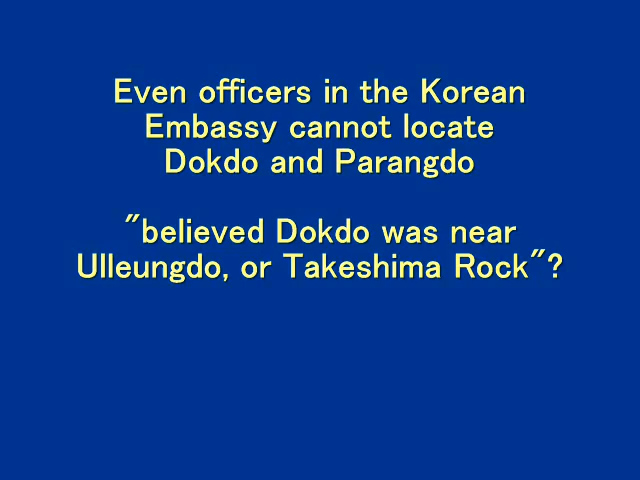 Even officers in the Korean
Embassy cannot locate
Dokdo and Parangdo
"believed Dokdo was near
Ulleungdo, or Takeshima Rock"?